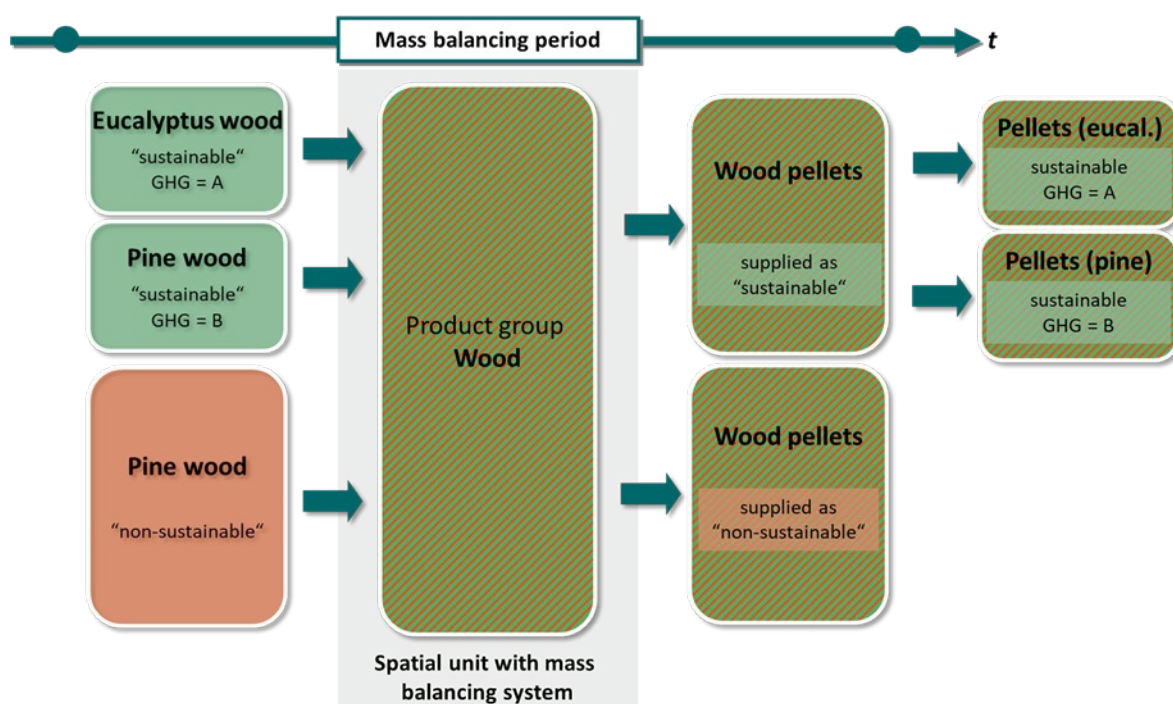 Mass balancing period
t
Eucalyptus wood
“sustainable“
GHG = A
Pine wood
“sustainable“
GHG = B
Pine wood
“non-sustainable“
Product group
Wood
Spatial unit with mass
balancing system
Wood pellets
supplied as
“sustainable“
Wood pellets
supplied as
“non-sustainable“
Pellets (eucal.)
sustainable
GHG = A
Pellets (pine)
sustainable
GHG = B